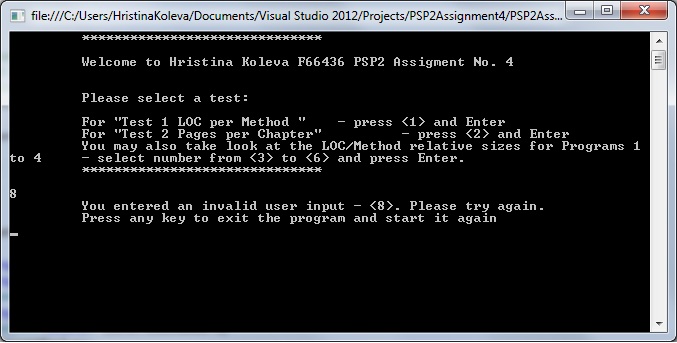 file:///C:/Users/HristinaKoleva/Documents/Visual Studio 2012/Projects/PSP2Assignment4/PSP2Ass...
******************************
Welcome to Hristina Koleva F66436 PSP2 Assigment No. 4
Please select a test:
For "Test 1 LOC per Method " - press <1> and Enter
For "Test 2 Pages per Chapter" - press <2> and Enter
You may also take look at the LOC/Method relative sizes for Programs 1
to 4 - select number from <3> to <6> and press Enter.
******************************
8
You entered an invalid user input - <8>. Please try again.
Press any key to exit the program and start it again